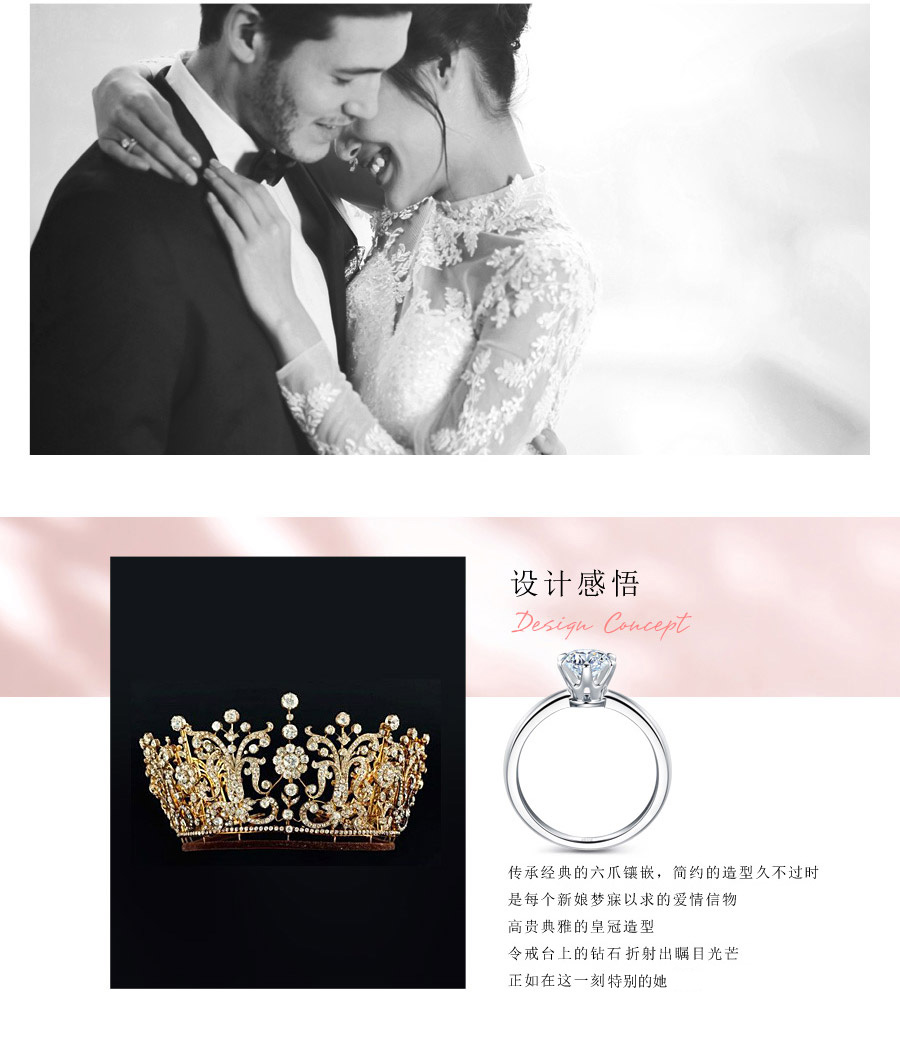 设计感悟
Design Concept
传承经典的六爪镶嵌，简约的造型久不过时
是每个新娘梦寐以求的爱情信物
高贵典雅的皇冠造型
令戒台上的钻石折射出瞩目光芒
正如在这一刻特别的她